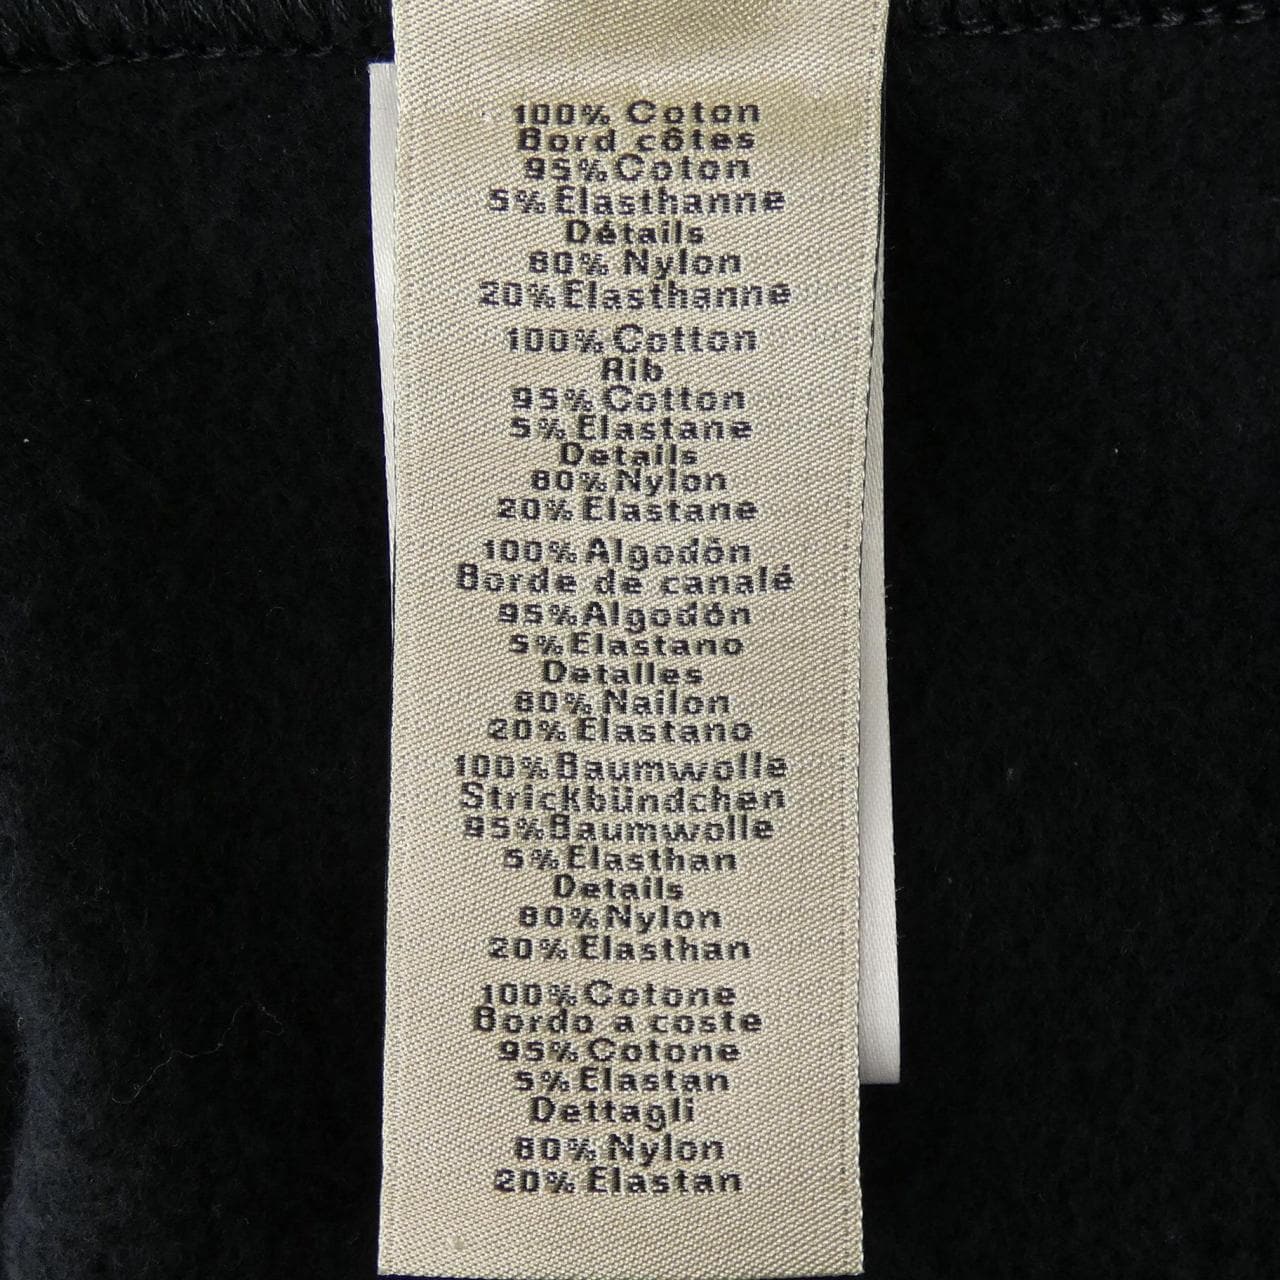 100% Coton
Bord côtes
95% Coton
5% Elasthanne
Détails
80% Nylon
20% Elasthanne
100% Cotton
Rib
95% Cotton
5% Elastane
Details
80% Nylon
20% Elastane
100% Algodón
Borde de canalé
95% Algodón
5% Elastano
Detalles
80% Nailon
20% Elastano
100% Baumwolle
Strickbündchen
95% Baumwolle
5% Elasthan
Details
80% Nylon
20% Elasthan
100% Cotone
Bordo a coste
95% Cotone
5% Elastan
Dettagli
80% Nylon
20% Elastan